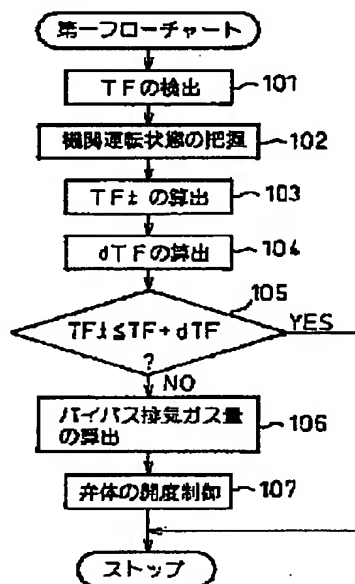 第一フローチャート
TFの検出
101
機関運転状態の把握
102
TFtの算出
103
dTFの算出
104
105
TFt≦TF+dTF
?
YES
NO
バイパス排気ガス量
の算出
106
弁体の開度制御
107
ストップ